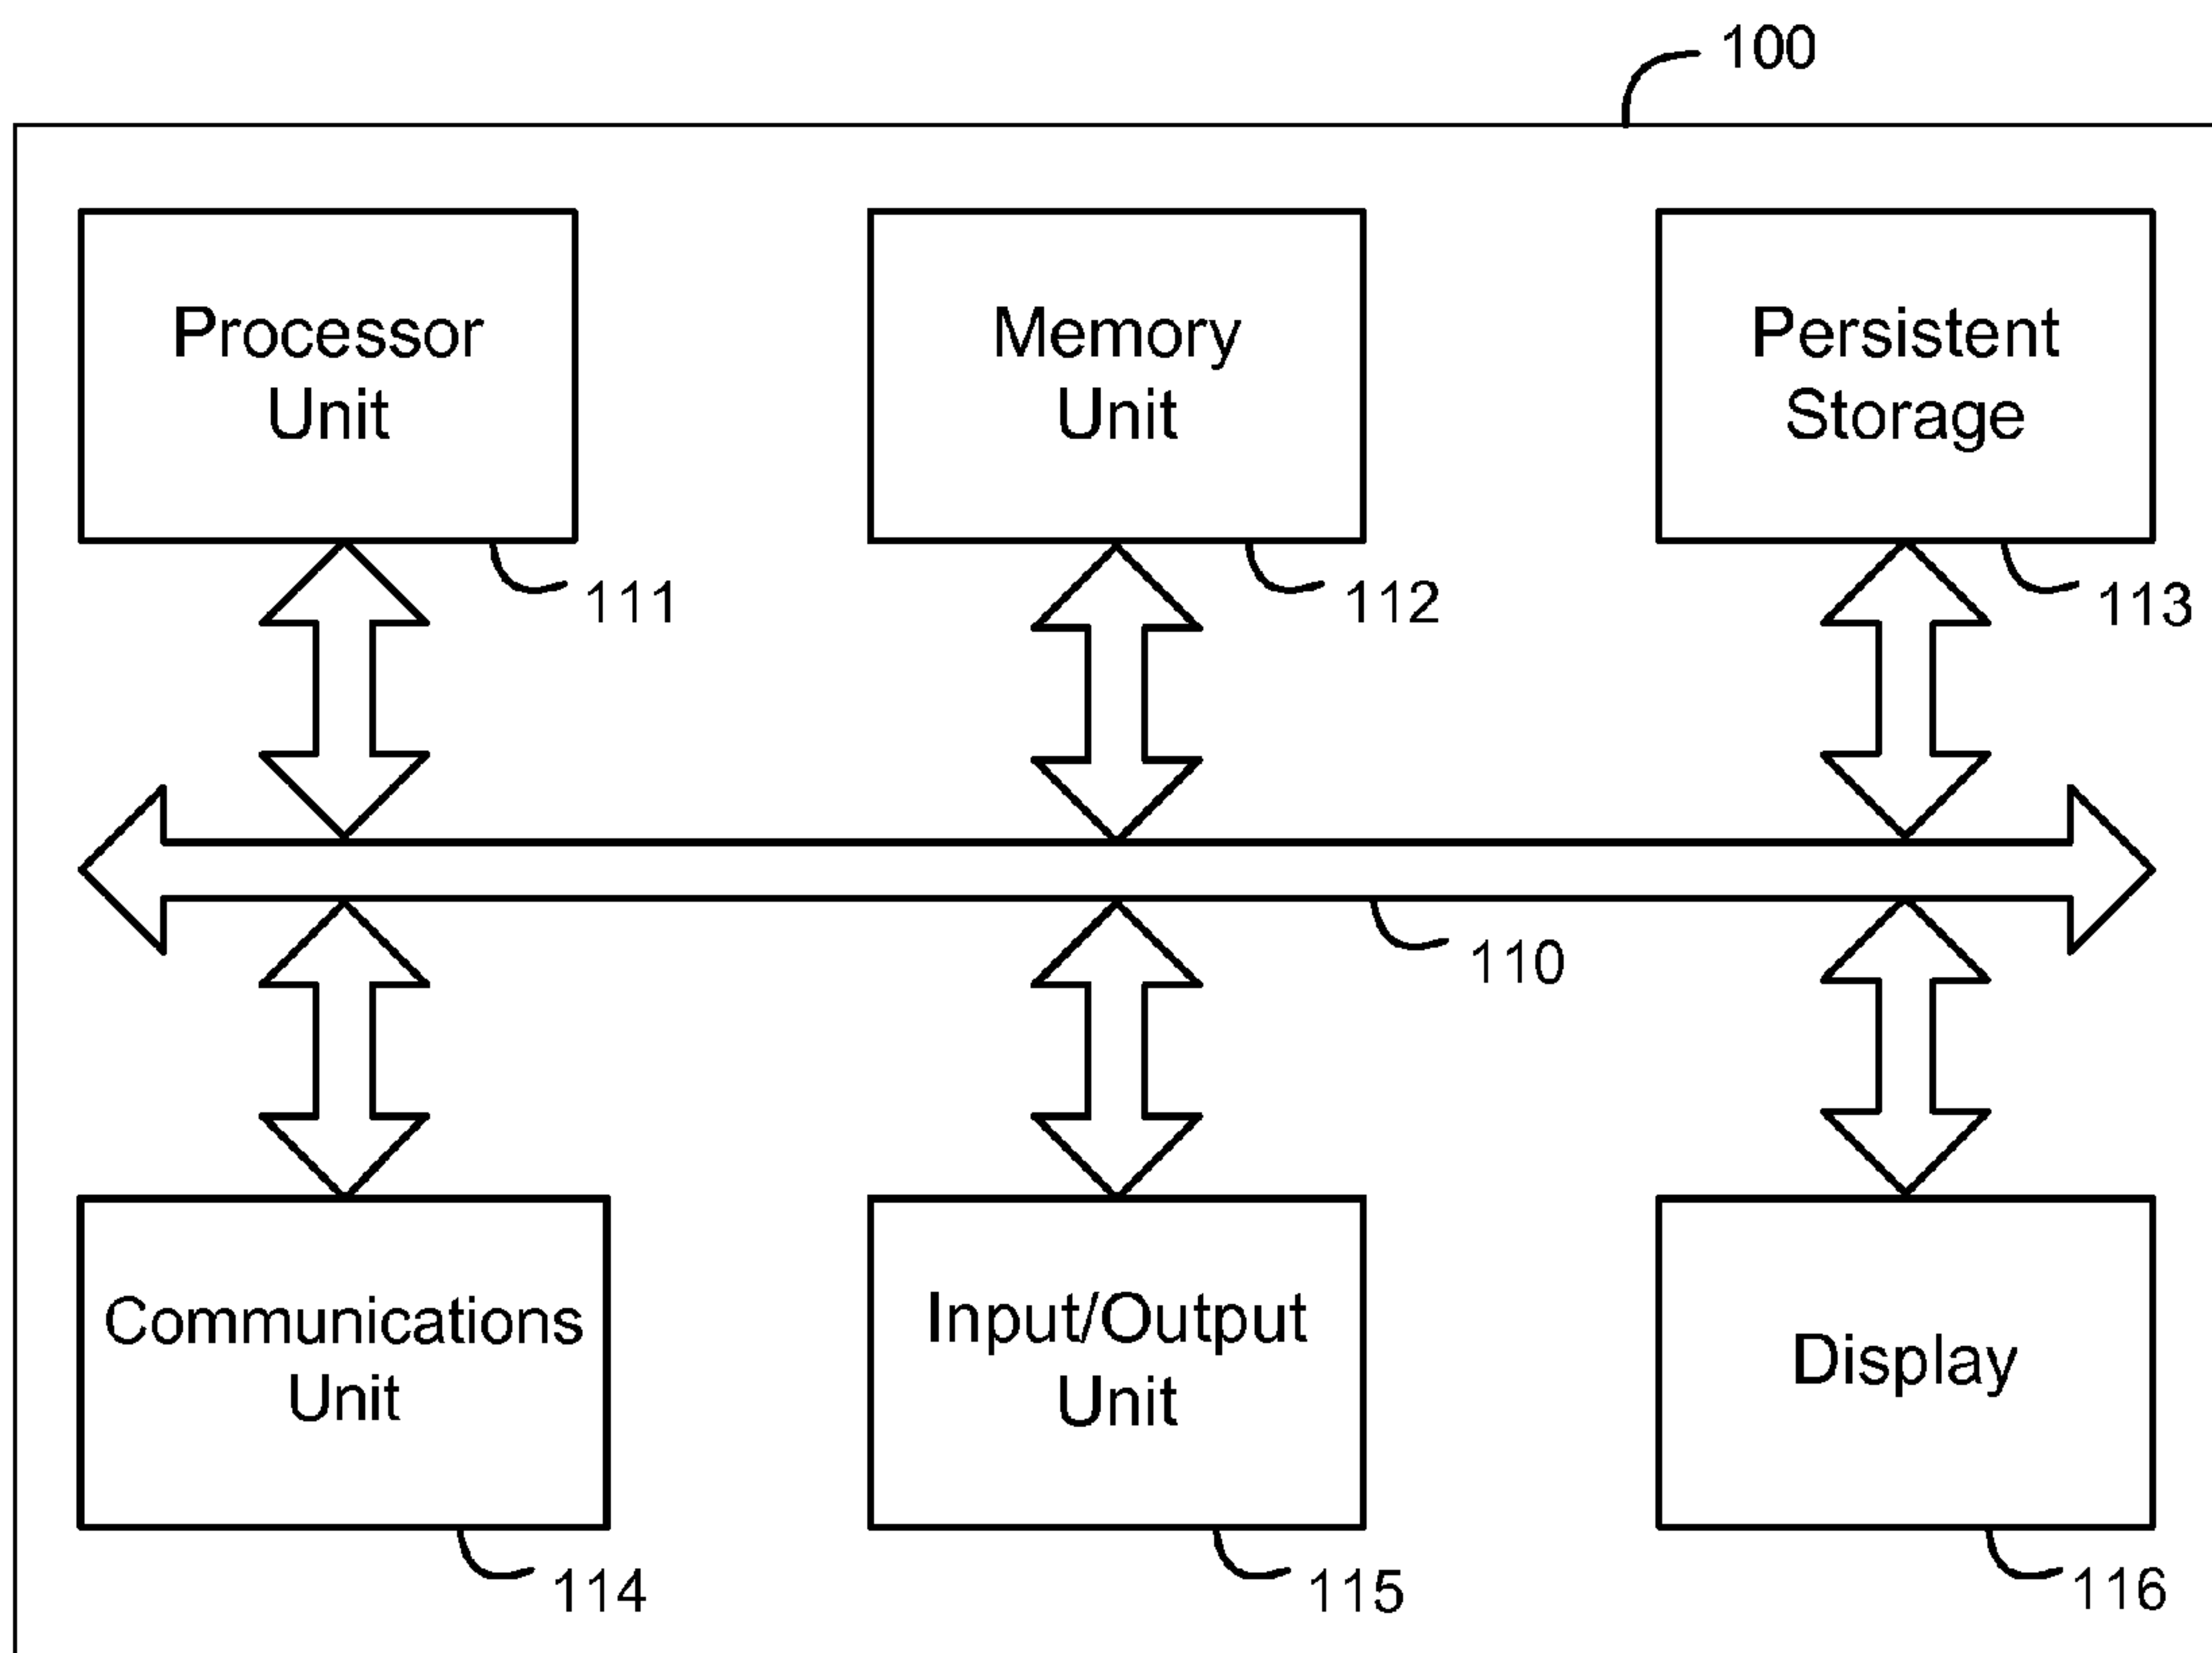 100
Processor
Unit
111
Memory
Unit
112
Persistent
Storage
113
110
Communications
Unit
114
Input/Output
Unit
115
Display
116